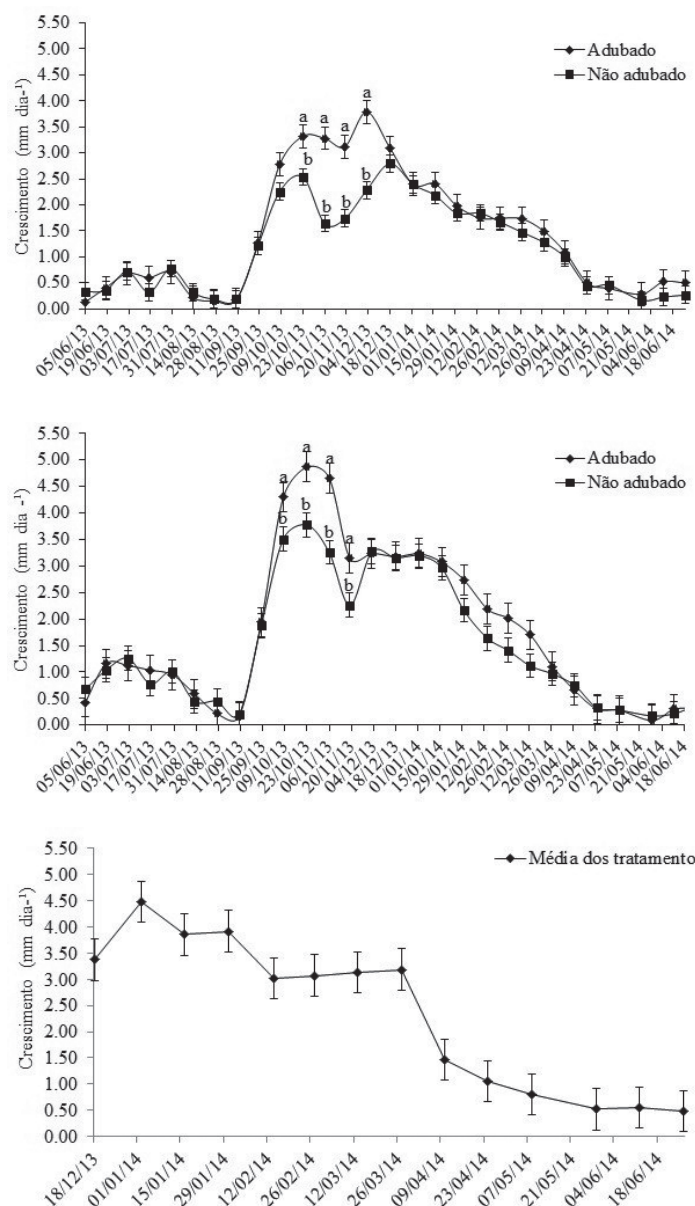 Crescimento (mm dia-¹)
5.50
5.00
4.50
4.00
3.50
3.00
2.50
2.00
1.50
1.00
0.50
0.00
Adubado
Não adubado
a a a a
b b b b
05/06/13 19/06/13 03/07/13 17/07/13 31/07/13 14/08/13 28/08/13 11/09/13 25/09/13 09/10/13 23/10/13 06/11/13 20/11/13 04/12/13 18/12/13 01/01/14 15/01/14 29/01/14 12/02/14 26/02/14 12/03/14 26/03/14 09/04/14 23/04/14 07/05/14 21/05/14 04/06/14 18/06/14
Crescimento (mm dia -¹)
5.50
5.00
4.50
4.00
3.50
3.00
2.50
2.00
1.50
1.00
0.50
0.00
Adubado
Não adubado
a a a a
b b b b
05/06/13 19/06/13 03/07/13 17/07/13 31/07/13 14/08/13 28/08/13 11/09/13 25/09/13 09/10/13 23/10/13 06/11/13 20/11/13 04/12/13 18/12/13 01/01/14 15/01/14 29/01/14 12/02/14 26/02/14 12/03/14 26/03/14 09/04/14 23/04/14 07/05/14 21/05/14 04/06/14 18/06/14
Crescimento (mm dia-¹)
5.50
5.00
4.50
4.00
3.50
3.00
2.50
2.00
1.50
1.00
0.50
0.00
Média dos tratamento
18/12/13 01/01/14 15/01/14 29/01/14 12/02/14 26/02/14 12/03/14 26/03/14 09/04/14 23/04/14 07/05/14 21/05/14 04/06/14 18/06/14